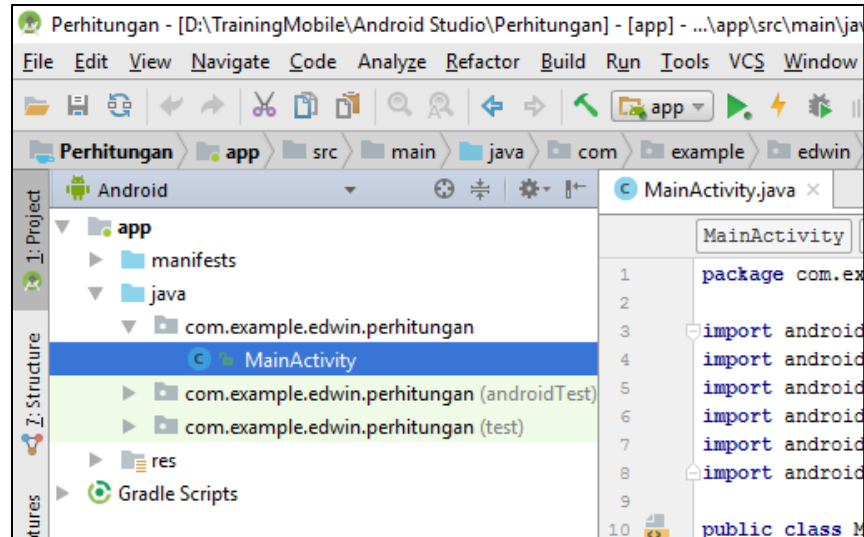 Perhitungan - [D:\TrainingMobile\Android Studio\Perhitungan] - [app] - ...\app\src\main\jav
File Edit View Navigate Code Analyze Refactor Build Run Tools VCS Window
app
Perhitungan app src main java com example edwin
1: Project
Android
MainActivity.java
app
MainActivity
manifests
1 package com.ex
java
2
com.example.edwin.perhitungan
3 import android
MainActivity
4 import android
com.example.edwin.perhitungan (androidTest)
5 import android
com.example.edwin.perhitungan (test)
6 import android
7: Structure
7 import android
res
8 import android
Gradle Scripts
9
10 public class M
tures